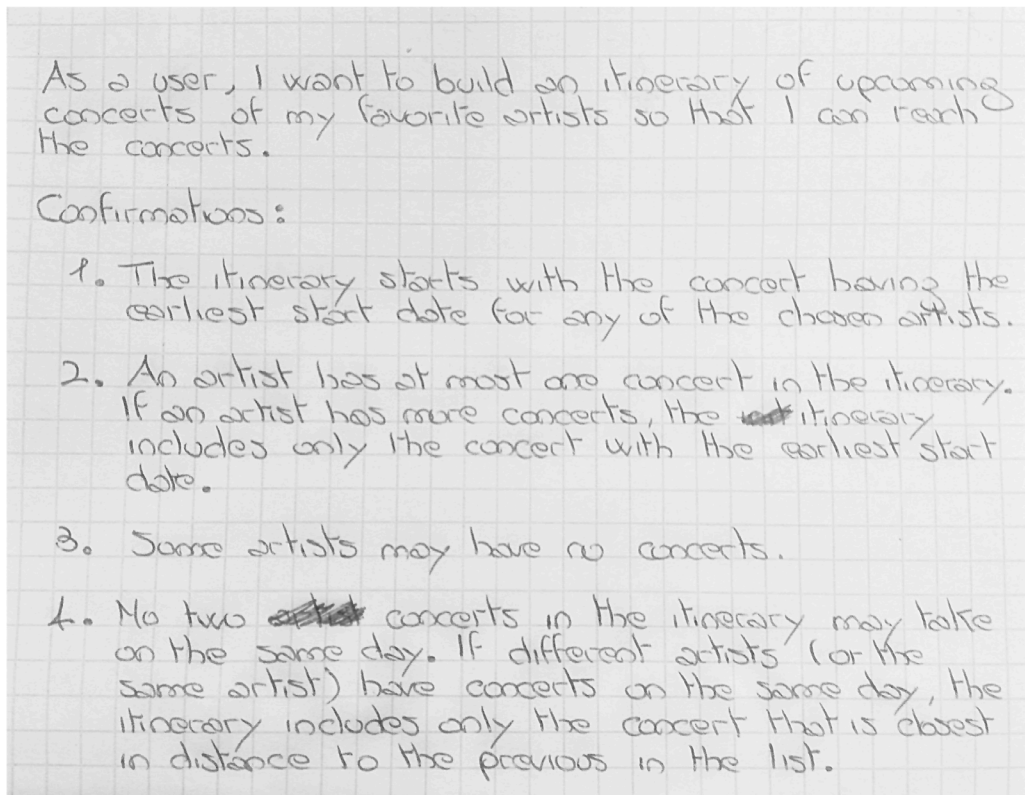 As a user, I want to build an itinerary of upcoming
concerts of my favorite artists so that I can reach
the concerts.
Confirmations:
1. The itinerary starts with the concert having the
earliest start date for any of the chosen artists.
2. An artist has at most one concert in the itinerary.
If an artist has more concerts, the itinerary
includes only the concert with the earliest start
date.
3. Some artists may have no concerts.
4. No two concerts in the itinerary may take
on the same day. If different artists (or the
same artist) have concerts on the same day, the
itinerary includes only the concert that is closest
in distance to the previous in the list.